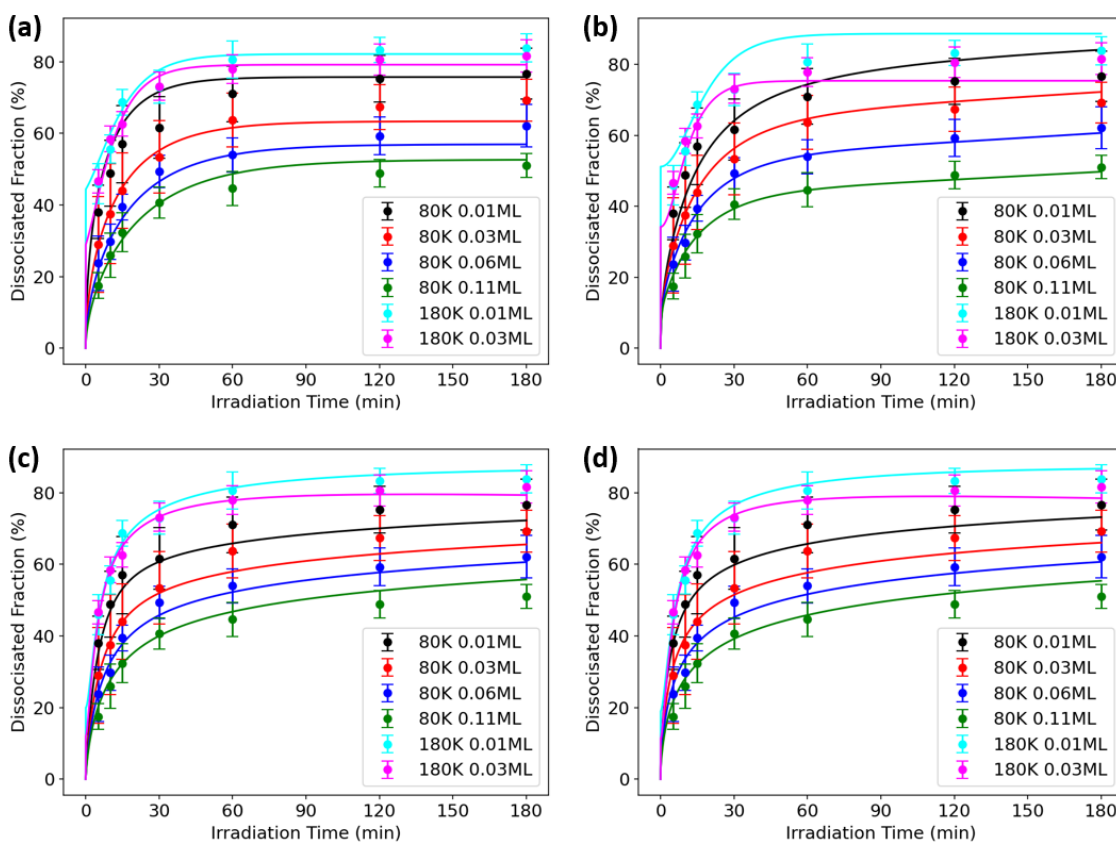 (a)
Dissocisated Fraction (%)
80
60
40
20
0
80K 0.01ML
80K 0.03ML
80K 0.06ML
80K 0.11ML
180K 0.01ML
180K 0.03ML
0 30 60 90 120 150 180
Irradiation Time (min)
(b)
Dissocisated Fraction (%)
80
60
40
20
0
80K 0.01ML
80K 0.03ML
80K 0.06ML
80K 0.11ML
180K 0.01ML
180K 0.03ML
0 30 60 90 120 150 180
Irradiation Time (min)
(c)
Dissocisated Fraction (%)
80
60
40
20
0
80K 0.01ML
80K 0.03ML
80K 0.06ML
80K 0.11ML
180K 0.01ML
180K 0.03ML
0 30 60 90 120 150 180
Irradiation Time (min)
(d)
Dissocisated Fraction (%)
80
60
40
20
0
80K 0.01ML
80K 0.03ML
80K 0.06ML
80K 0.11ML
180K 0.01ML
180K 0.03ML
0 30 60 90 120 150 180
Irradiation Time (min)